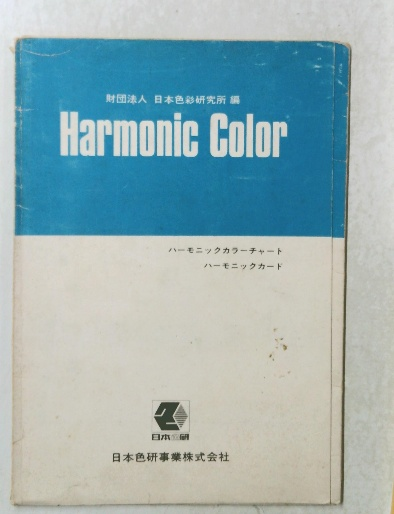 財団法人 日本色彩研究所 編
Harmonic Color
ハーモニックカラーチャート
ハーモニックカード
日本色研
日本色研事業株式会社